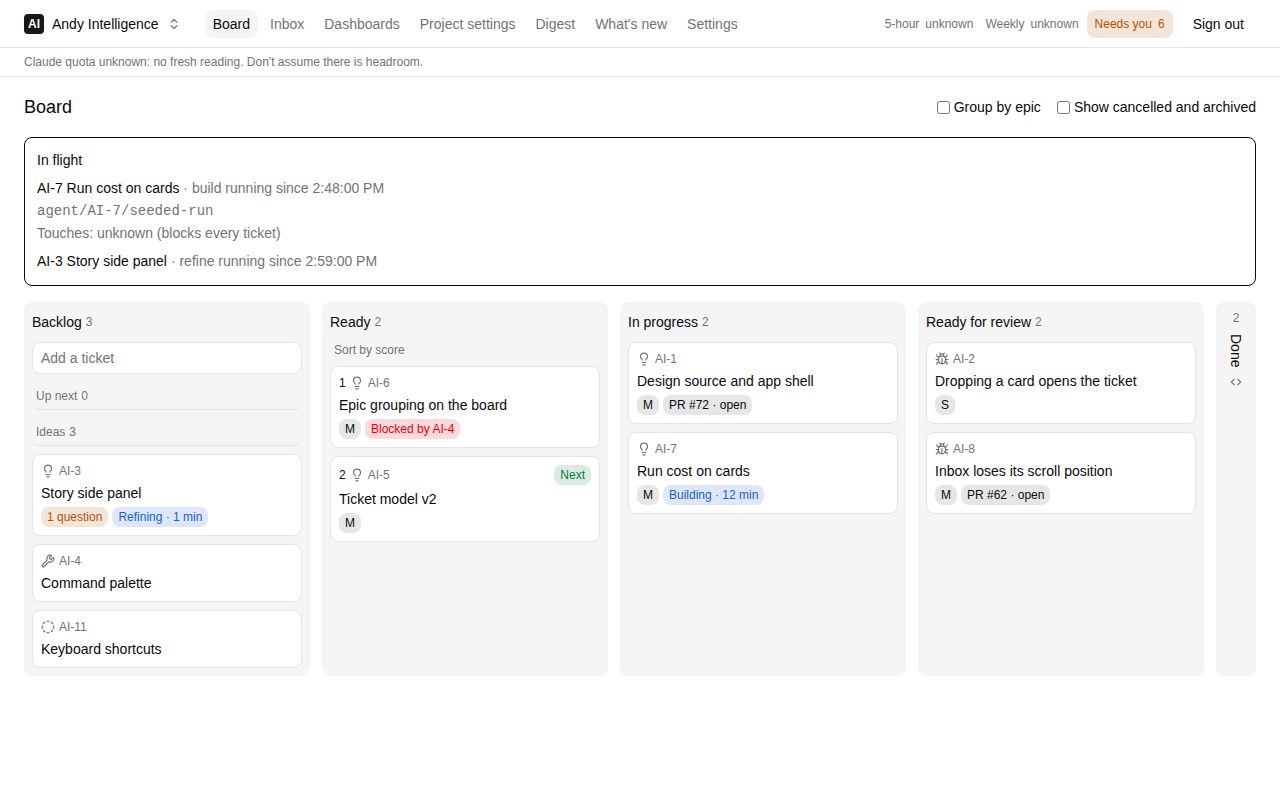 AI Andy Intelligence Board Inbox Dashboards Project settings Digest What's new Settings 5-hour unknown Weekly unknown Needs you 6 Sign out
Claude quota unknown: no fresh reading. Don't assume there is headroom.
Board Group by epic Show cancelled and archived
In flight
AI-7 Run cost on cards · build running since 2:48:00 PM
agent/AI-7/seeded-run
Touches: unknown (blocks every ticket)
AI-3 Story side panel · refine running since 2:59:00 PM
Backlog 3
Add a ticket
Up next 0
Ideas 3
AI-3
Story side panel
1 question Refining · 1 min
AI-4
Command palette
AI-11
Keyboard shortcuts
Ready 2
Sort by score
1 AI-6
Epic grouping on the board
M Blocked by AI-4
2 AI-5 Next
Ticket model v2
M
In progress 2
AI-1
Design source and app shell
M PR #72 · open
AI-7
Run cost on cards
M Building · 12 min
Ready for review 2
AI-2
Dropping a card opens the ticket
S
AI-8
Inbox loses its scroll position
M PR #62 · open
2
Done